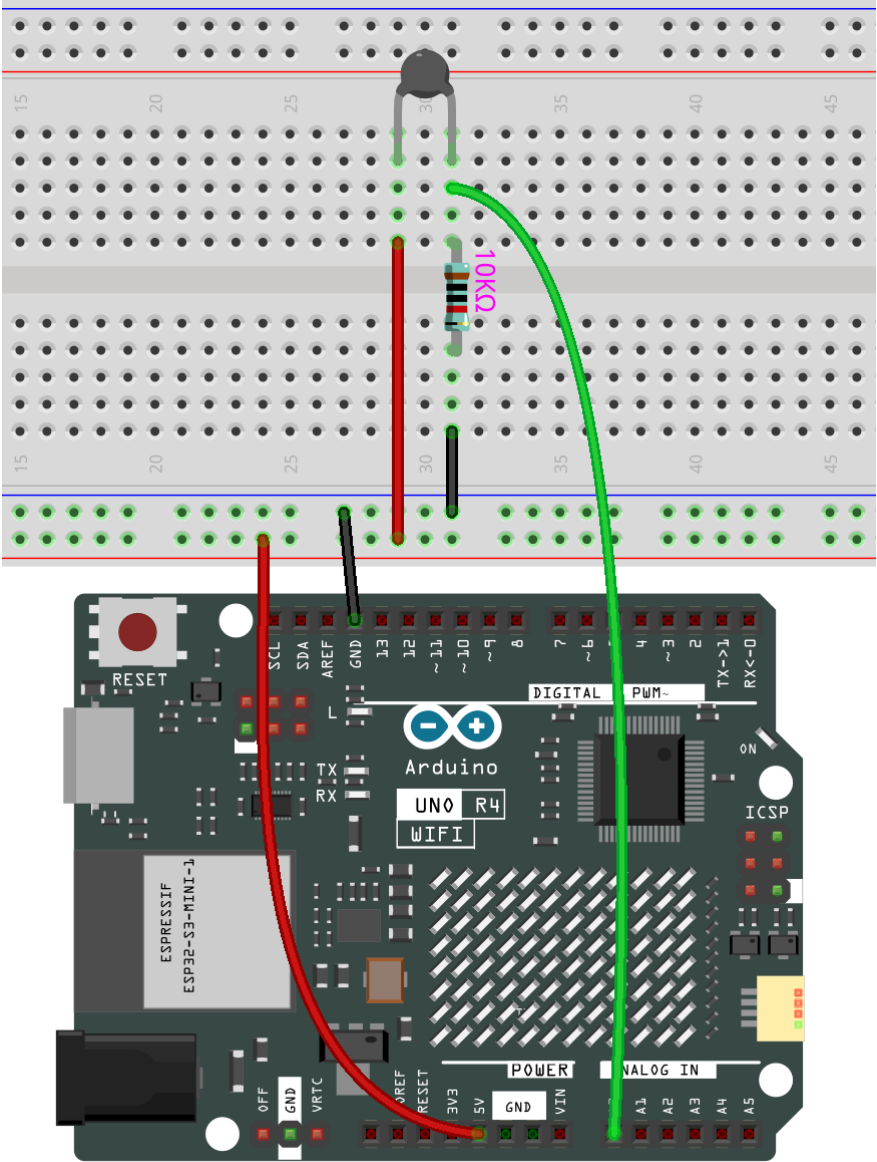 15 20 25 30 35 40 45
10KΩ
15 20 25 30 35 40 45
SCL SDA AREF GND 13 12 ~11 ~10 ~9 8 7 ~6 4 ~3 2 TX->1 RX<-0
RESET
DIGITAL PWM~
L
ON
TX
RX
Arduino
UNO R4
WIFI
ICSP
ESPRESSIF
ESP32-S3-MINI-1
POWER
ANALOG IN
OFF GND VRTC RESET 3V3 5V GND VIN A1 A2 A3 A4 A5